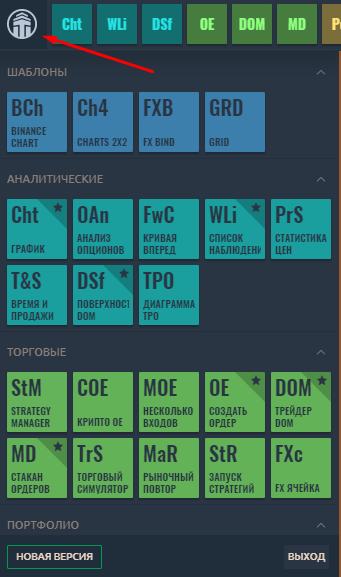 Cht WLi DSf OE DOM MD
ШАБЛОНЫ
BCh Ch4 FXB GRD
BINANCE
CHART CHARTS 2X2 FX BIND GRID
АНАЛИТИЧЕСКИЕ
Cht OAn FwC WLi PrS
ГРАФИК
АНАЛИЗ
ОПЦИОНОВ
КРИВАЯ
ВПЕРЕД
СПИСОК
НАБЛЮДЕНИ
СТАТИСТИКА
ЦЕН
T&S DSf TPO
ВРЕМЯ И
ПРОДАЖИ
ПОВЕРХНОСТ
DOM
ДИАГРАММА
TPO
ТОРГОВЫЕ
StM COE MOE OE DOM
STRATEGY
MANAGER
КРИПТО OE
НЕСКОЛЬКО
ВХОДОВ
СОЗДАТЬ
ОРДЕР
ТРЕЙДЕР
DOM
MD TrS MaR StR FXc
СТАКАН
ОРДЕРОВ
ТОРГОВЫЙ
СИМУЛЯТОР
РЫНОЧНЫЙ
ПОВТОР
ЗАПУСК
СТРАТЕГИЙ
FX ЯЧЕЙКА
ПОРТФОЛИО
НОВАЯ ВЕРСИЯ ВЫХОД